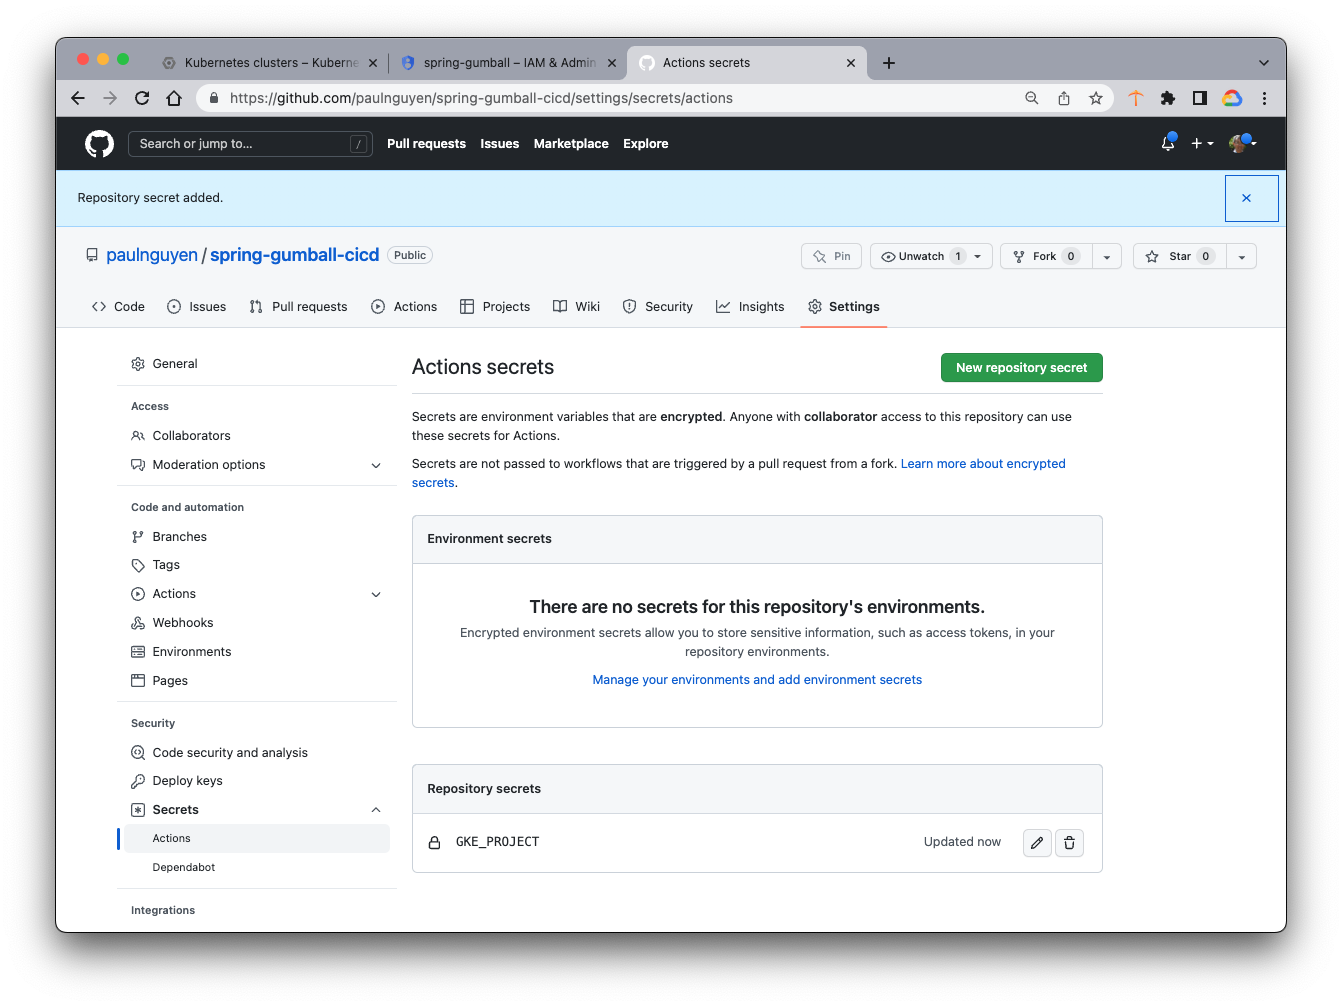 Kubernetes clusters – Kuberne
spring-gumball – IAM & Admin
Actions secrets
https://github.com/paulnguyen/spring-gumball-cicd/settings/secrets/actions
Search or jump to... /
Pull requests Issues Marketplace Explore
Repository secret added.
paulnguyen / spring-gumball-cicd Public
Pin Unwatch 1 Fork 0 Star 0
Code Issues Pull requests Actions Projects Wiki Security Insights Settings
General
Access
Collaborators
Moderation options
Code and automation
Branches
Tags
Actions
Webhooks
Environments
Pages
Security
Code security and analysis
Deploy keys
Secrets
Actions
Dependabot
Integrations
Actions secrets
New repository secret
Secrets are environment variables that are encrypted. Anyone with collaborator access to this repository can use
these secrets for Actions.
Secrets are not passed to workflows that are triggered by a pull request from a fork. Learn more about encrypted
secrets.
Environment secrets
There are no secrets for this repository's environments.
Encrypted environment secrets allow you to store sensitive information, such as access tokens, in your
repository environments.
Manage your environments and add environment secrets
Repository secrets
GKE_PROJECT Updated now